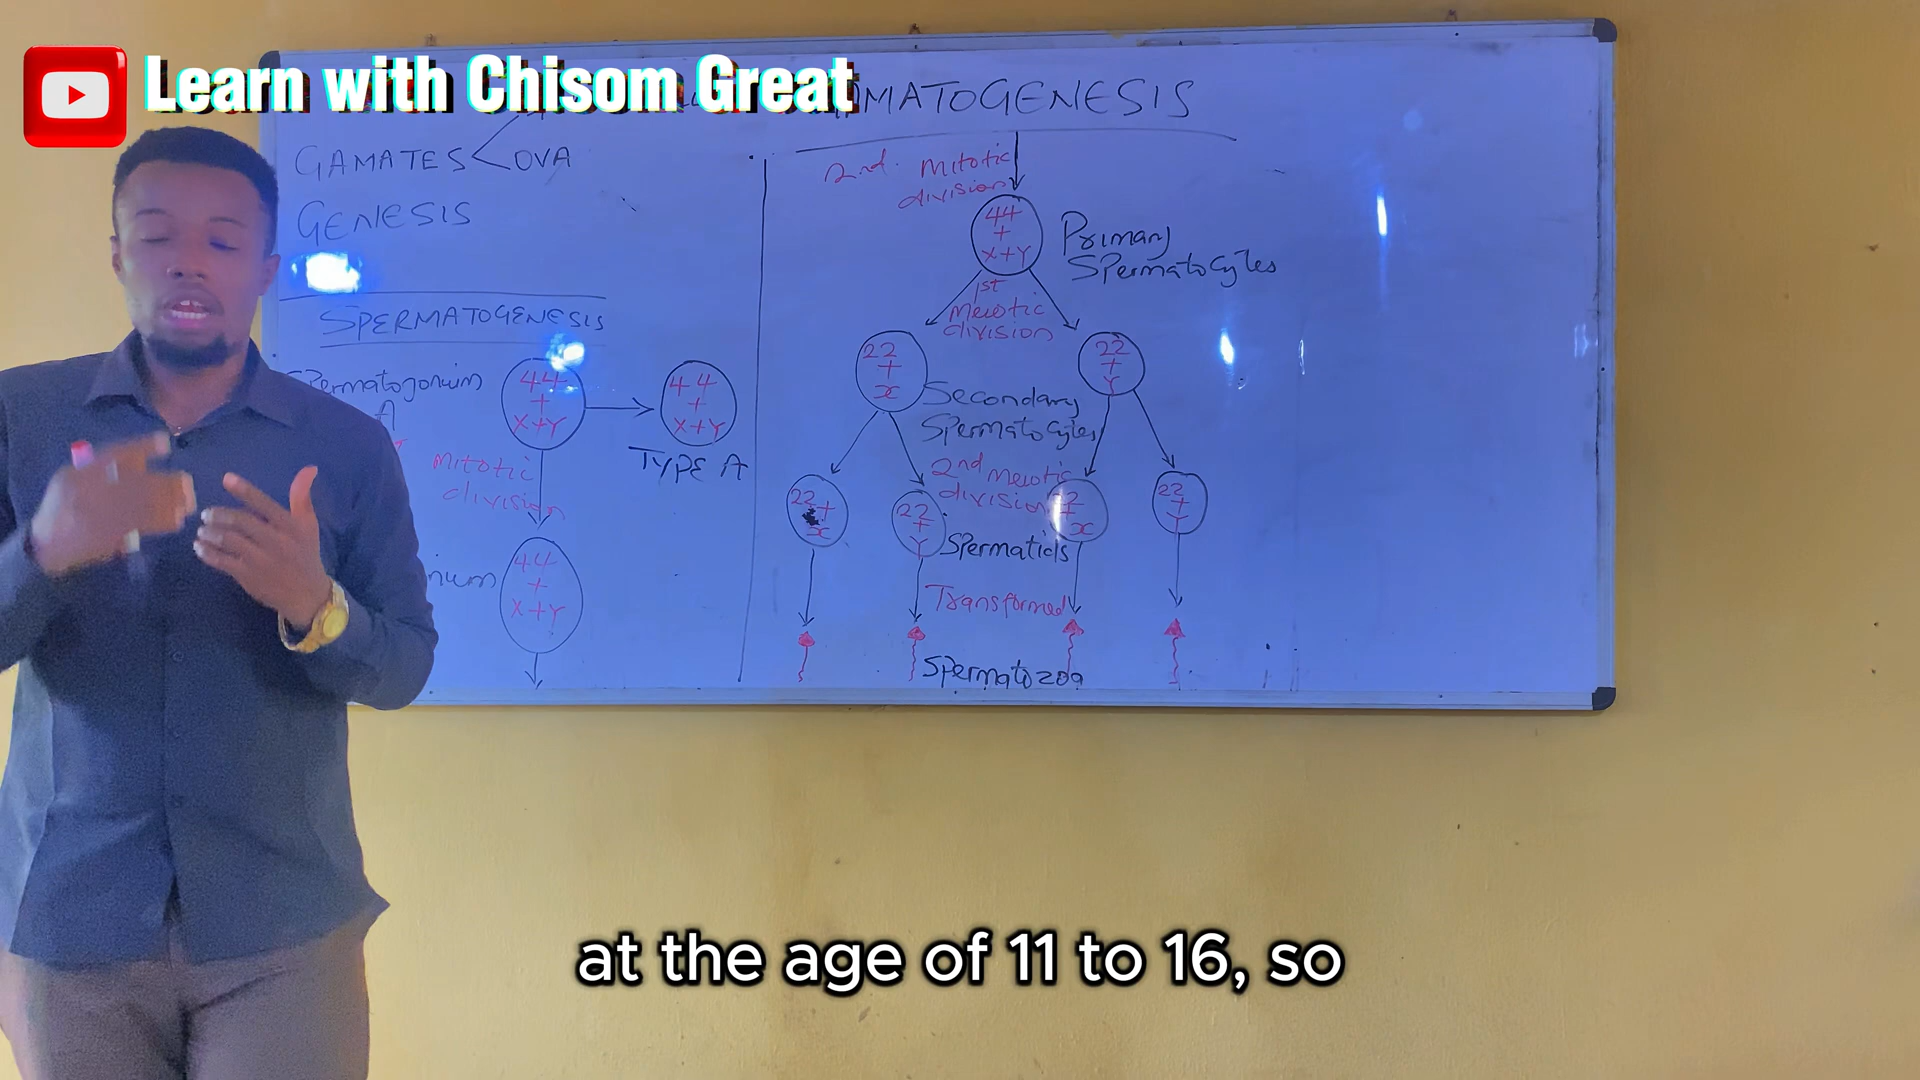 Learn with Chisom Great
MATOGENESIS
GAMATES < OVA
GENESIS
SPERMATOGENESIS
Spermatogonium
A
44
+
X+Y
44
+
X+Y
TYPE A
Mitotic
division
44
+
X+Y
2nd. Mitotic
division
44
+
X+Y
Primary
Spermatocytes
1st
Meiotic
division
22
+
x
22
+
Y
Secondary
Spermatocytes
2nd Meiotic
division
22
+
x
22
+
Y
22
+
x
22
+
Y
Spermatids
Transformed
Spermatozoa
at the age of 11 to 16, so